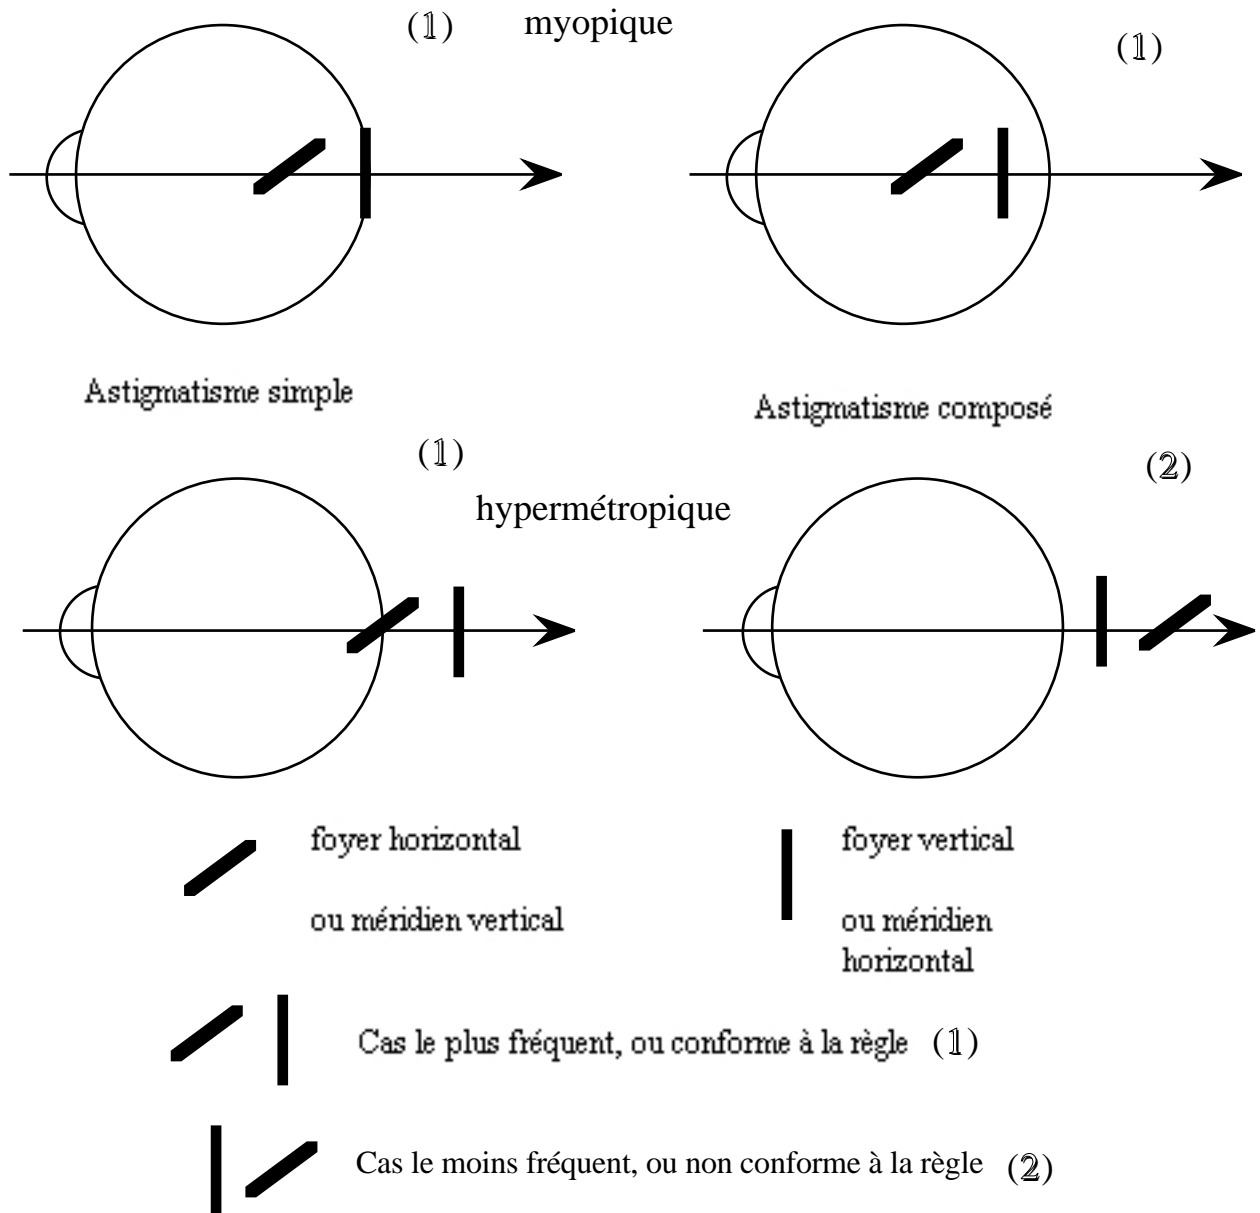 (1) myopique (1)
Astigmatisme simple
Astigmatisme composé
(1)
(2)
hypermétropique
foyer horizontal
ou méridien vertical
foyer vertical
ou méridien
horizontal
Cas le plus fréquent, ou conforme à la règle (1)
Cas le moins fréquent, ou non conforme à la règle (2)